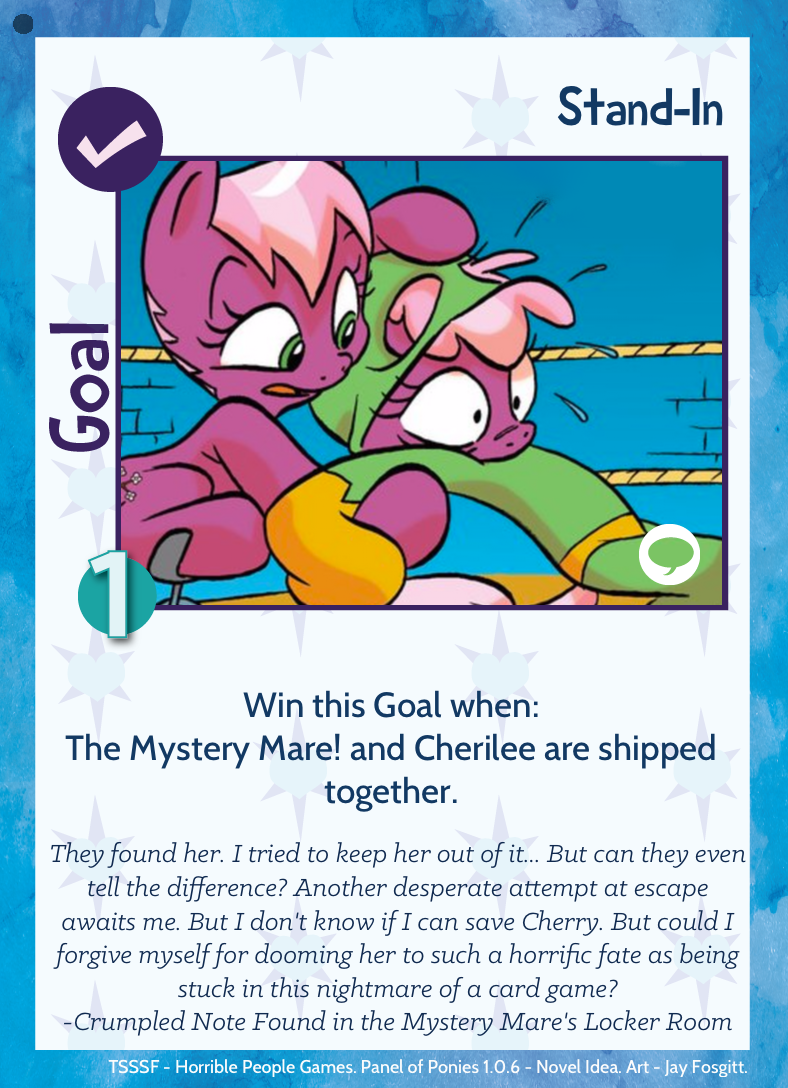 Stand-In
Goal
1
Win this Goal when:
The Mystery Mare! and Cherilee are shipped
together.
They found her. I tried to keep her out of it... But can they even
tell the difference? Another desperate attempt at escape
awaits me. But I don't know if I can save Cherry. But could I
forgive myself for dooming her to such a horrific fate as being
stuck in this nightmare of a card game?
-Crumpled Note Found in the Mystery Mare's Locker Room
TSSSF - Horrible People Games. Panel of Ponies 1.0.6 - Novel Idea. Art - Jay Fosgitt.